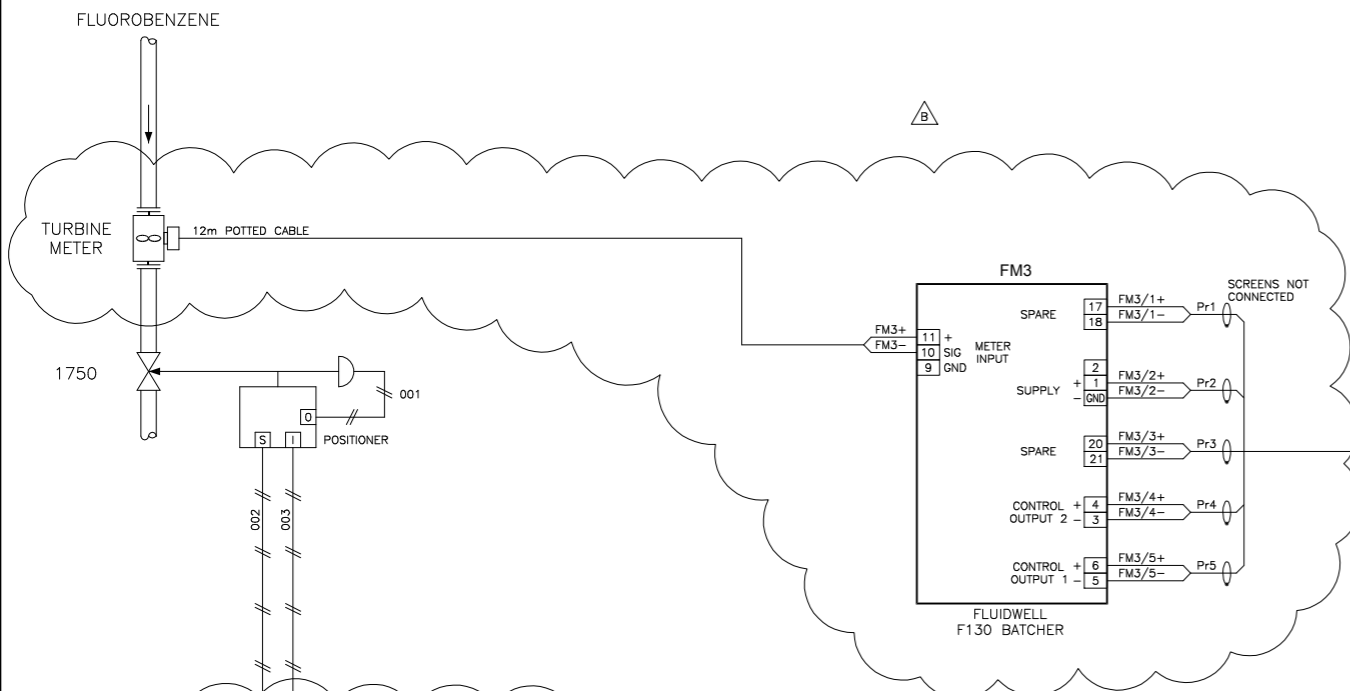 FLUOROBENZENE
B
TURBINE
METER
12m POTTED CABLE
1750
001
O
POSITIONER
S
I
002
003
FM3
SCREENS NOT
CONNECTED
FM3+
FM3-
11 +
10 SIG
9 GND
METER
INPUT
SPARE
17
18
FM3/1+
FM3/1-
Pr1
SUPPLY
2
+ 1
- GND
FM3/2+
FM3/2-
Pr2
SPARE
20
21
FM3/3+
FM3/3-
Pr3
CONTROL + 4
OUTPUT 2 - 3
FM3/4+
FM3/4-
Pr4
CONTROL + 6
OUTPUT 1 - 5
FM3/5+
FM3/5-
Pr5
FLUIDWELL
F130 BATCHER